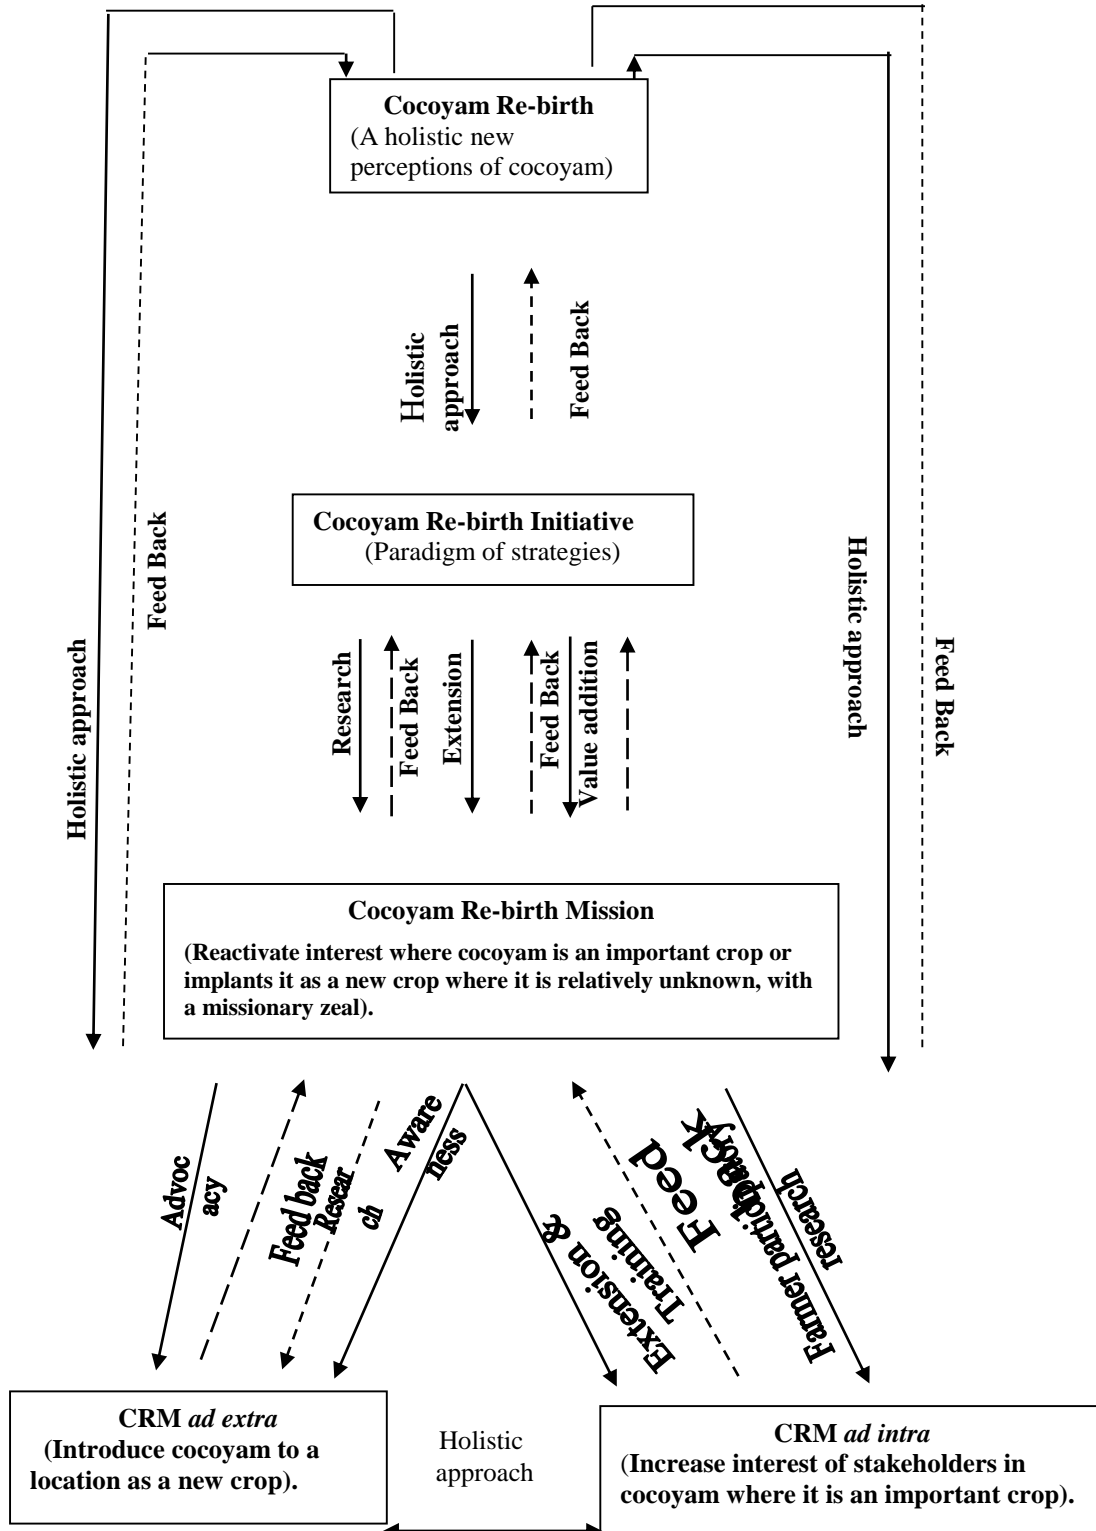 Cocoyam Re-birth
(A holistic new
perceptions of cocoyam)
Holistic
approach
Feed Back
Cocoyam Re-birth Initiative
(Paradigm of strategies)
Holistic approach
Feed Back
Holistic approach
Feed Back
Research
Feed Back
Extension
Feed Back
Value addition
Cocoyam Re-birth Mission
(Reactivate interest where cocoyam is an important crop or
implants it as a new crop where it is relatively unknown, with
a missionary zeal).
Advoc
acy
Feed back
Resear
ch
Aware
ness
Extension &
Training
Feed
back
Farmer participatory
research
CRM ad extra
(Introduce cocoyam to a
location as a new crop).
Holistic
approach
CRM ad intra
(Increase interest of stakeholders in
cocoyam where it is an important crop).